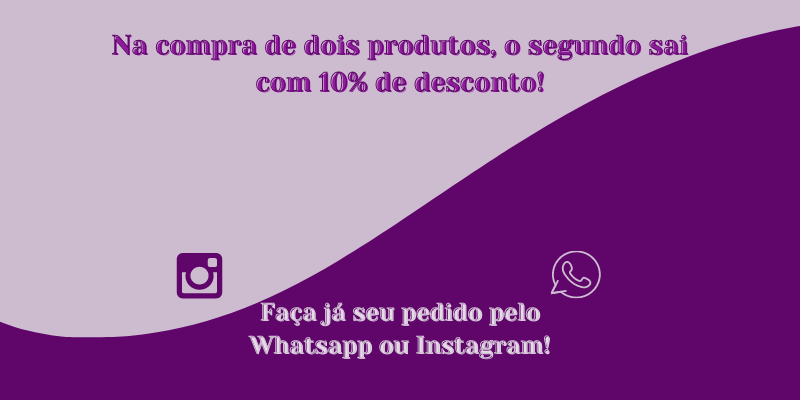 Na compra de dois produtos, o segundo sai
com 10% de desconto!
Faça já seu pedido pelo
Whatsapp ou Instagram!